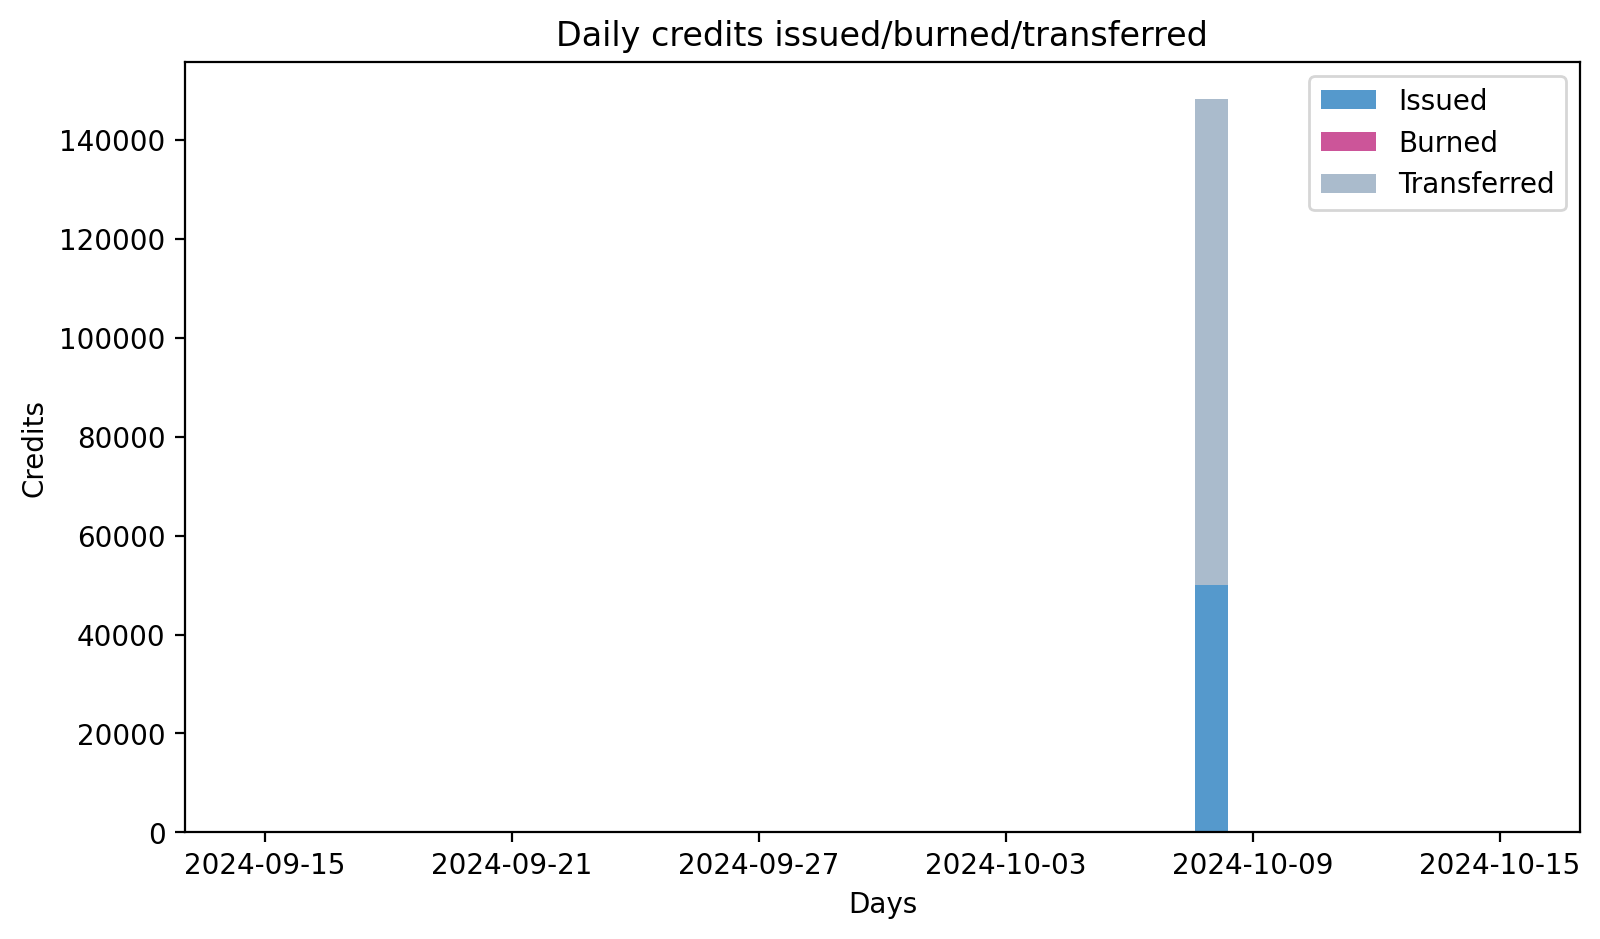 Daily credits issued/burned/transferred
Issued
Burned
Transferred
140000
120000
100000
80000
60000
40000
20000
0
Credits
2024-09-15
2024-09-21
2024-09-27
2024-10-03
2024-10-09
2024-10-15
Days